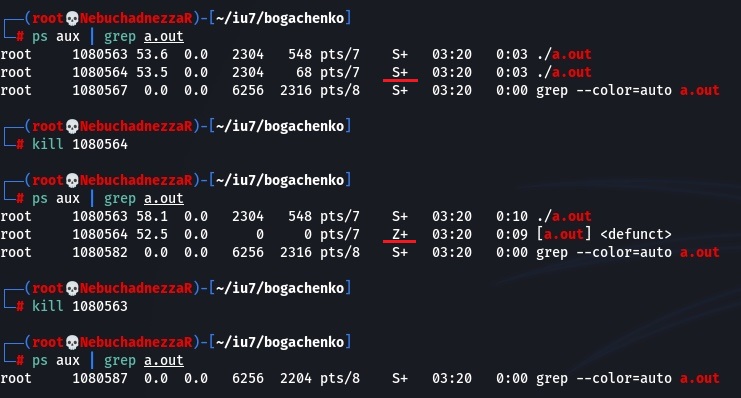 ┌──(root💀NebuchadnezzaR)-[~/iu7/bogachenko]
└─# ps aux | grep a.out
root     1080563 53.6  0.0   2304   548 pts/7    S+   03:20   0:03 ./a.out
root     1080564 53.5  0.0   2304    68 pts/7    S+   03:20   0:03 ./a.out
root     1080567  0.0  0.0   6256  2316 pts/8    S+   03:20   0:00 grep --color=auto a.out
┌──(root💀NebuchadnezzaR)-[~/iu7/bogachenko]
└─# kill 1080564
┌──(root💀NebuchadnezzaR)-[~/iu7/bogachenko]
└─# ps aux | grep a.out
root     1080563 58.1  0.0   2304   548 pts/7    S+   03:20   0:10 ./a.out
root     1080564 52.5  0.0      0     0 pts/7    Z+   03:20   0:09 [a.out] <defunct>
root     1080582  0.0  0.0   6256  2316 pts/8    S+   03:20   0:00 grep --color=auto a.out
┌──(root💀NebuchadnezzaR)-[~/iu7/bogachenko]
└─# kill 1080563
┌──(root💀NebuchadnezzaR)-[~/iu7/bogachenko]
└─# ps aux | grep a.out
root     1080587  0.0  0.0   6256  2204 pts/8    S+   03:20   0:00 grep --color=auto a.out